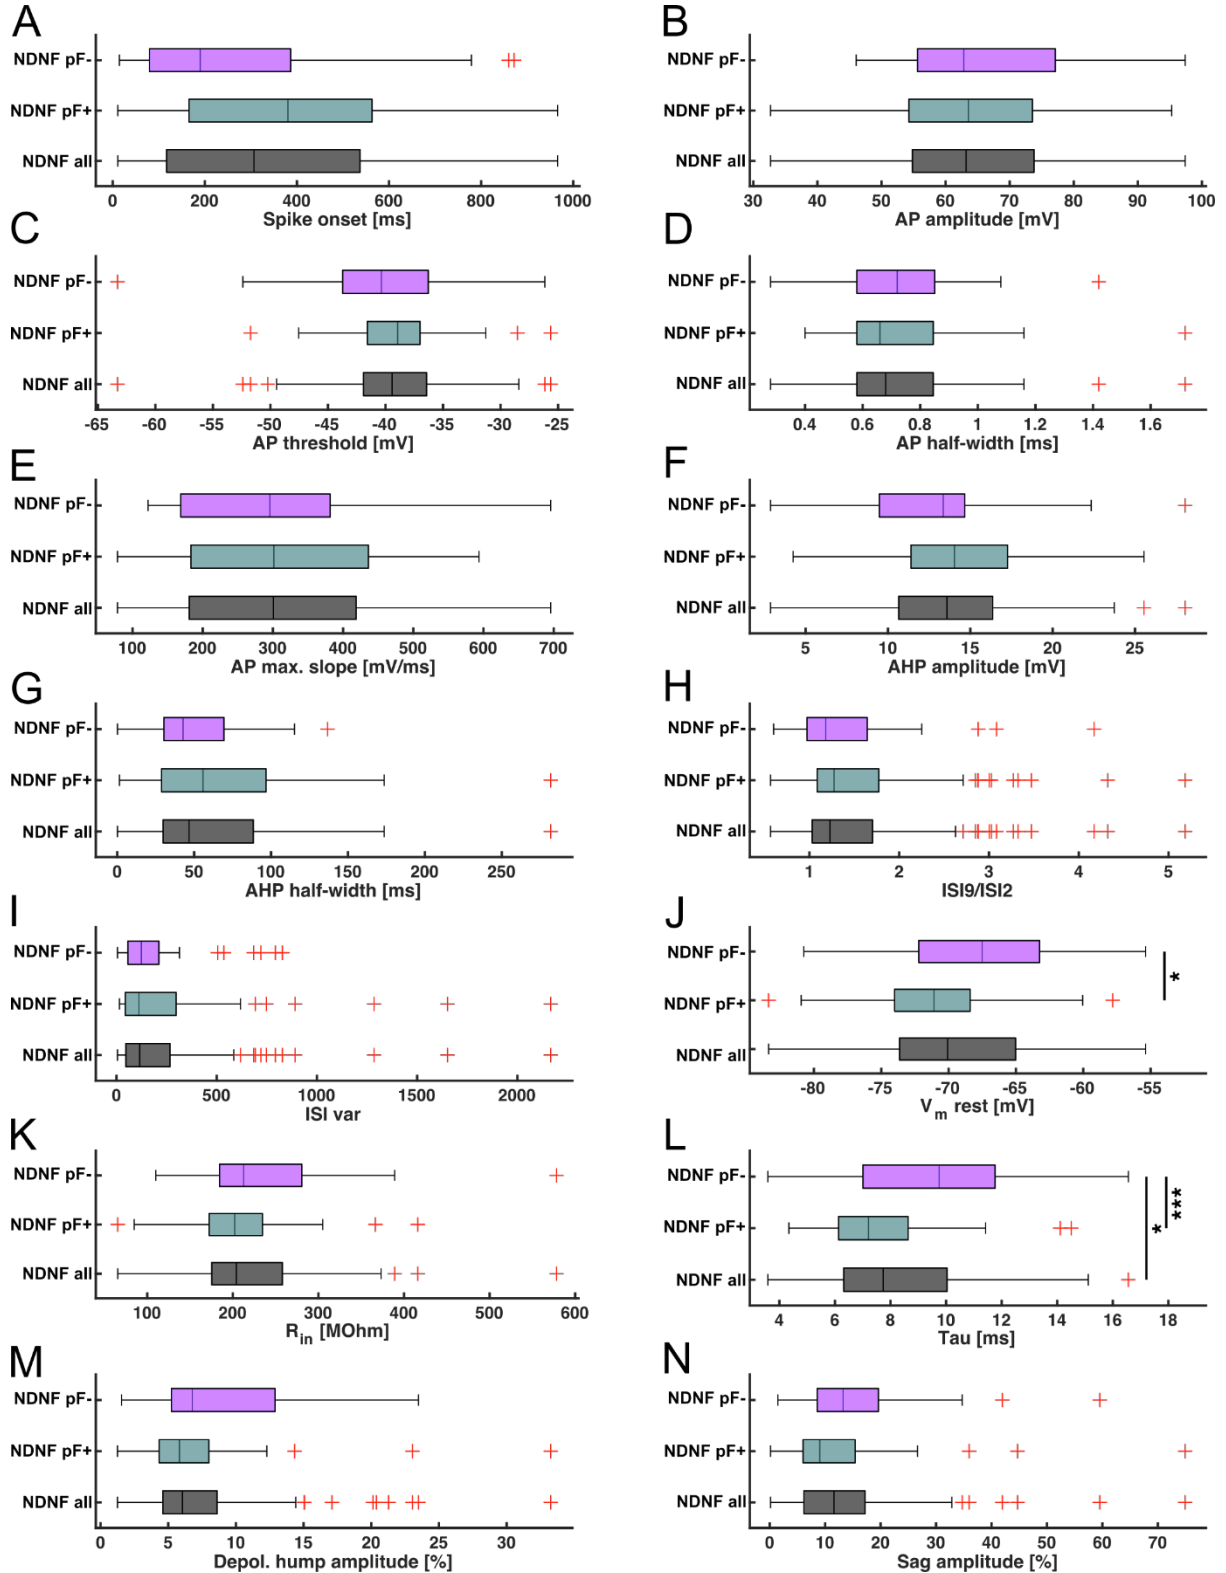 A
NDNF pF-
NDNF pF+
NDNF all
0 200 400 600 800 1000
Spike onset [ms]
B
NDNF pF-
NDNF pF+
NDNF all
30 40 50 60 70 80 90 100
AP amplitude [mV]
C
NDNF pF-
NDNF pF+
NDNF all
-65 -60 -55 -50 -45 -40 -35 -30 -25
AP threshold [mV]
D
NDNF pF-
NDNF pF+
NDNF all
0.4 0.6 0.8 1 1.2 1.4 1.6
AP half-width [ms]
E
NDNF pF-
NDNF pF+
NDNF all
100 200 300 400 500 600 700
AP max. slope [mV/ms]
F
NDNF pF-
NDNF pF+
NDNF all
5 10 15 20 25
AHP amplitude [mV]
G
NDNF pF-
NDNF pF+
NDNF all
0 50 100 150 200 250
AHP half-width [ms]
H
NDNF pF-
NDNF pF+
NDNF all
1 2 3 4 5
ISI9/ISI2
I
NDNF pF-
NDNF pF+
NDNF all
0 500 1000 1500 2000
ISI var
J
NDNF pF-
NDNF pF+
NDNF all
*
-80 -75 -70 -65 -60 -55
Vm rest [mV]
K
NDNF pF-
NDNF pF+
NDNF all
100 200 300 400 500 600
Rin [MOhm]
L
NDNF pF-
NDNF pF+
NDNF all
*
***
4 6 8 10 12 14 16 18
Tau [ms]
M
NDNF pF-
NDNF pF+
NDNF all
0 5 10 15 20 25 30
Depol. hump amplitude [%]
N
NDNF pF-
NDNF pF+
NDNF all
0 10 20 30 40 50 60 70
Sag amplitude [%]